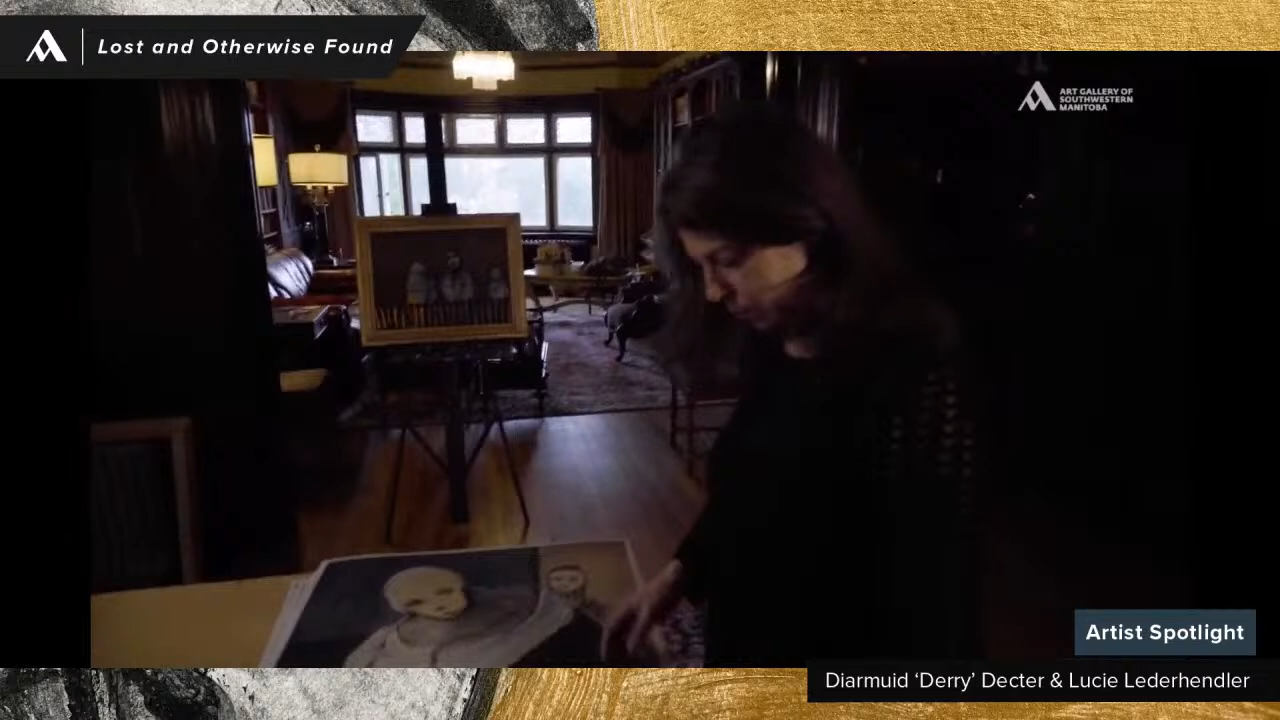 Lost and Otherwise Found
ART GALLERY OF
SOUTHWESTERN
MANITOBA
Artist Spotlight
Diarmuid ‘Derry’ Decter & Lucie Lederhendler